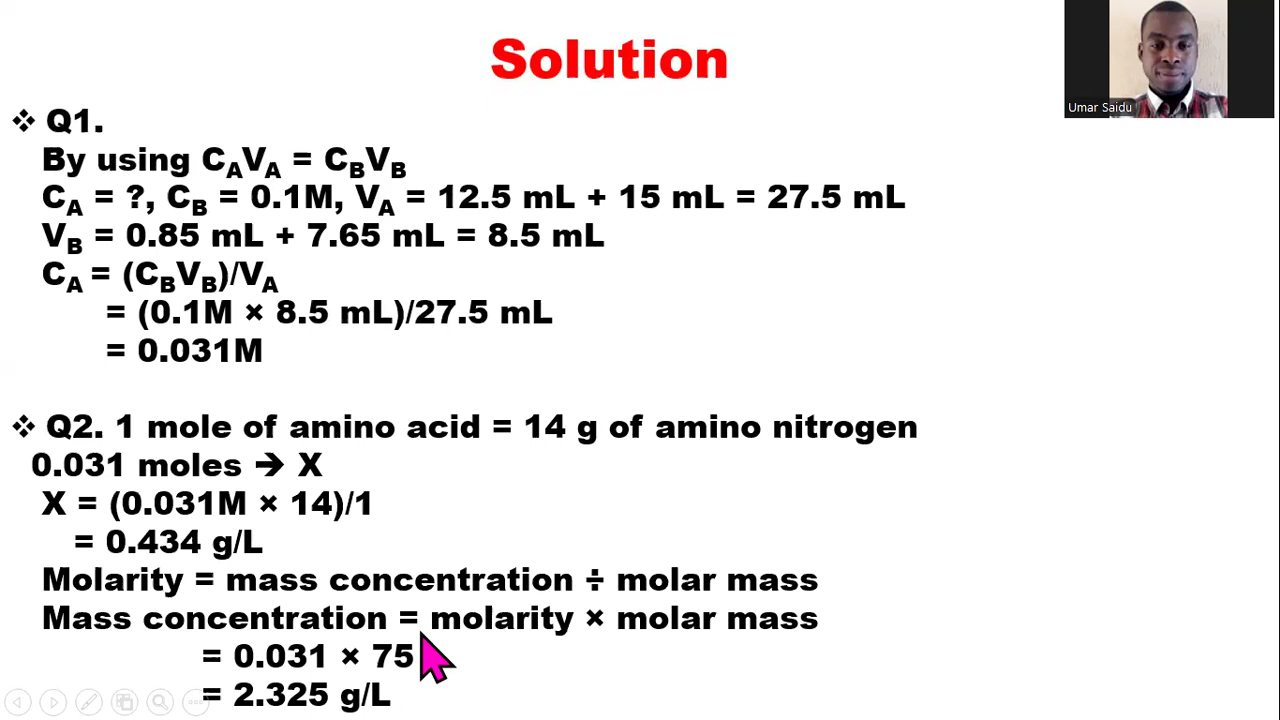 Solution
Umar Saidu
❖ Q1.
By using CAVA = CBVB
CA = ?, CB = 0.1M, VA = 12.5 mL + 15 mL = 27.5 mL
VB = 0.85 mL + 7.65 mL = 8.5 mL
CA = (CBVB)/VA
= (0.1M × 8.5 mL)/27.5 mL
= 0.031M
❖ Q2. 1 mole of amino acid = 14 g of amino nitrogen
0.031 moles ➔ X
X = (0.031M × 14)/1
= 0.434 g/L
Molarity = mass concentration ÷ molar mass
Mass concentration = molarity × molar mass
= 0.031 × 75
= 2.325 g/L